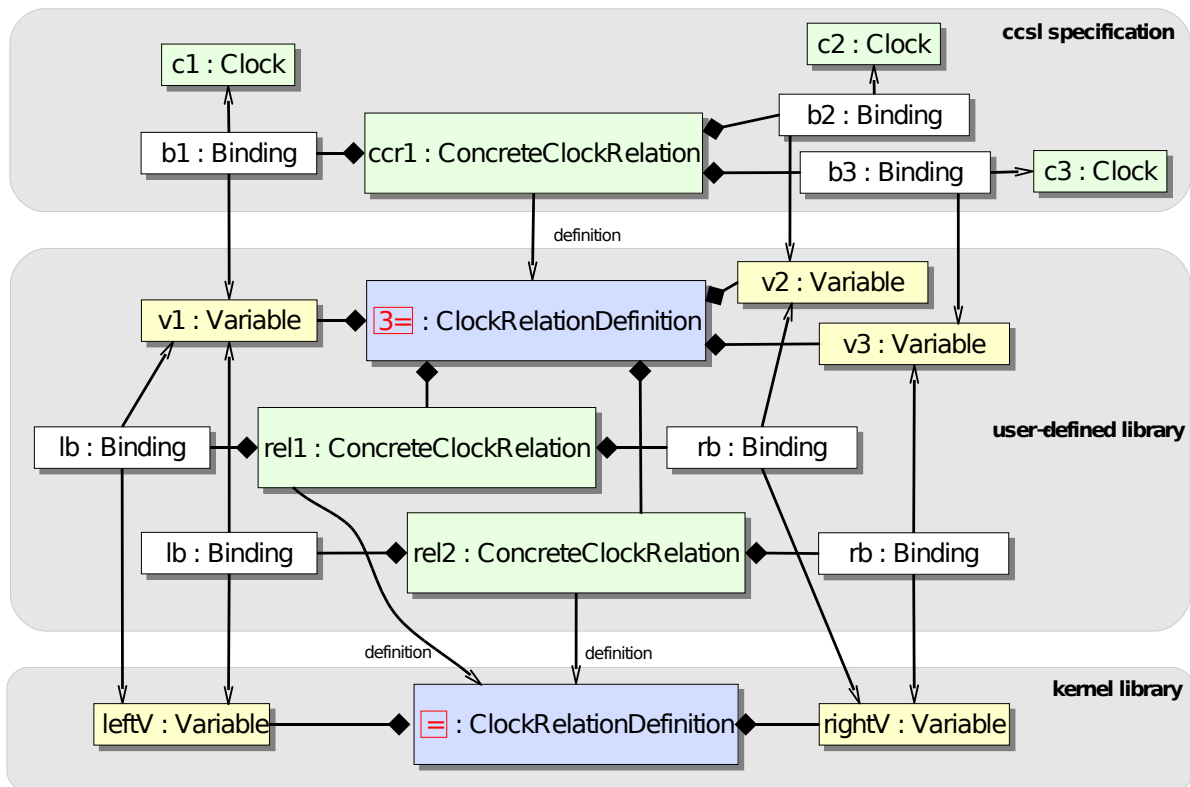 ccsl specification
c2 : Clock
c1 : Clock
b2 : Binding
b1 : Binding
ccr1 : ConcreteClockRelation
b3 : Binding
c3 : Clock
definition
v2 : Variable
v1 : Variable
3= : ClockRelationDefinition
v3 : Variable
lb : Binding
rel1 : ConcreteClockRelation
rb : Binding
user-defined library
lb : Binding
rel2 : ConcreteClockRelation
rb : Binding
definition
definition
kernel library
leftV : Variable
= : ClockRelationDefinition
rightV : Variable